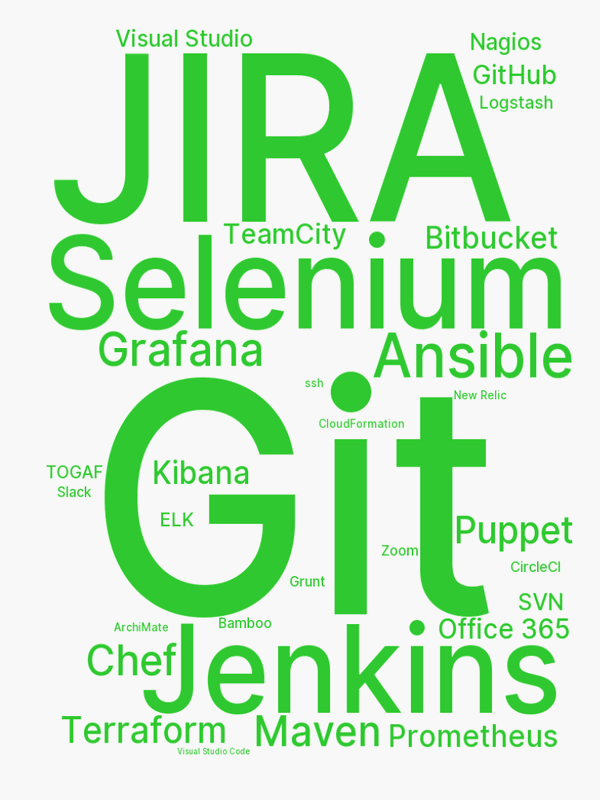 Visual Studio
Nagios
JIRA
GitHub
Logstash
TeamCity
Bitbucket
Selenium
Grafana
Ansible
ssh
New Relic
CloudFormation
Git
TOGAF
Kibana
Slack
ELK
Puppet
Zoom
CircleCI
Grunt
SVN
Bamboo
ArchiMate
Office 365
Chef
Jenkins
Terraform
Maven
Prometheus
Visual Studio Code